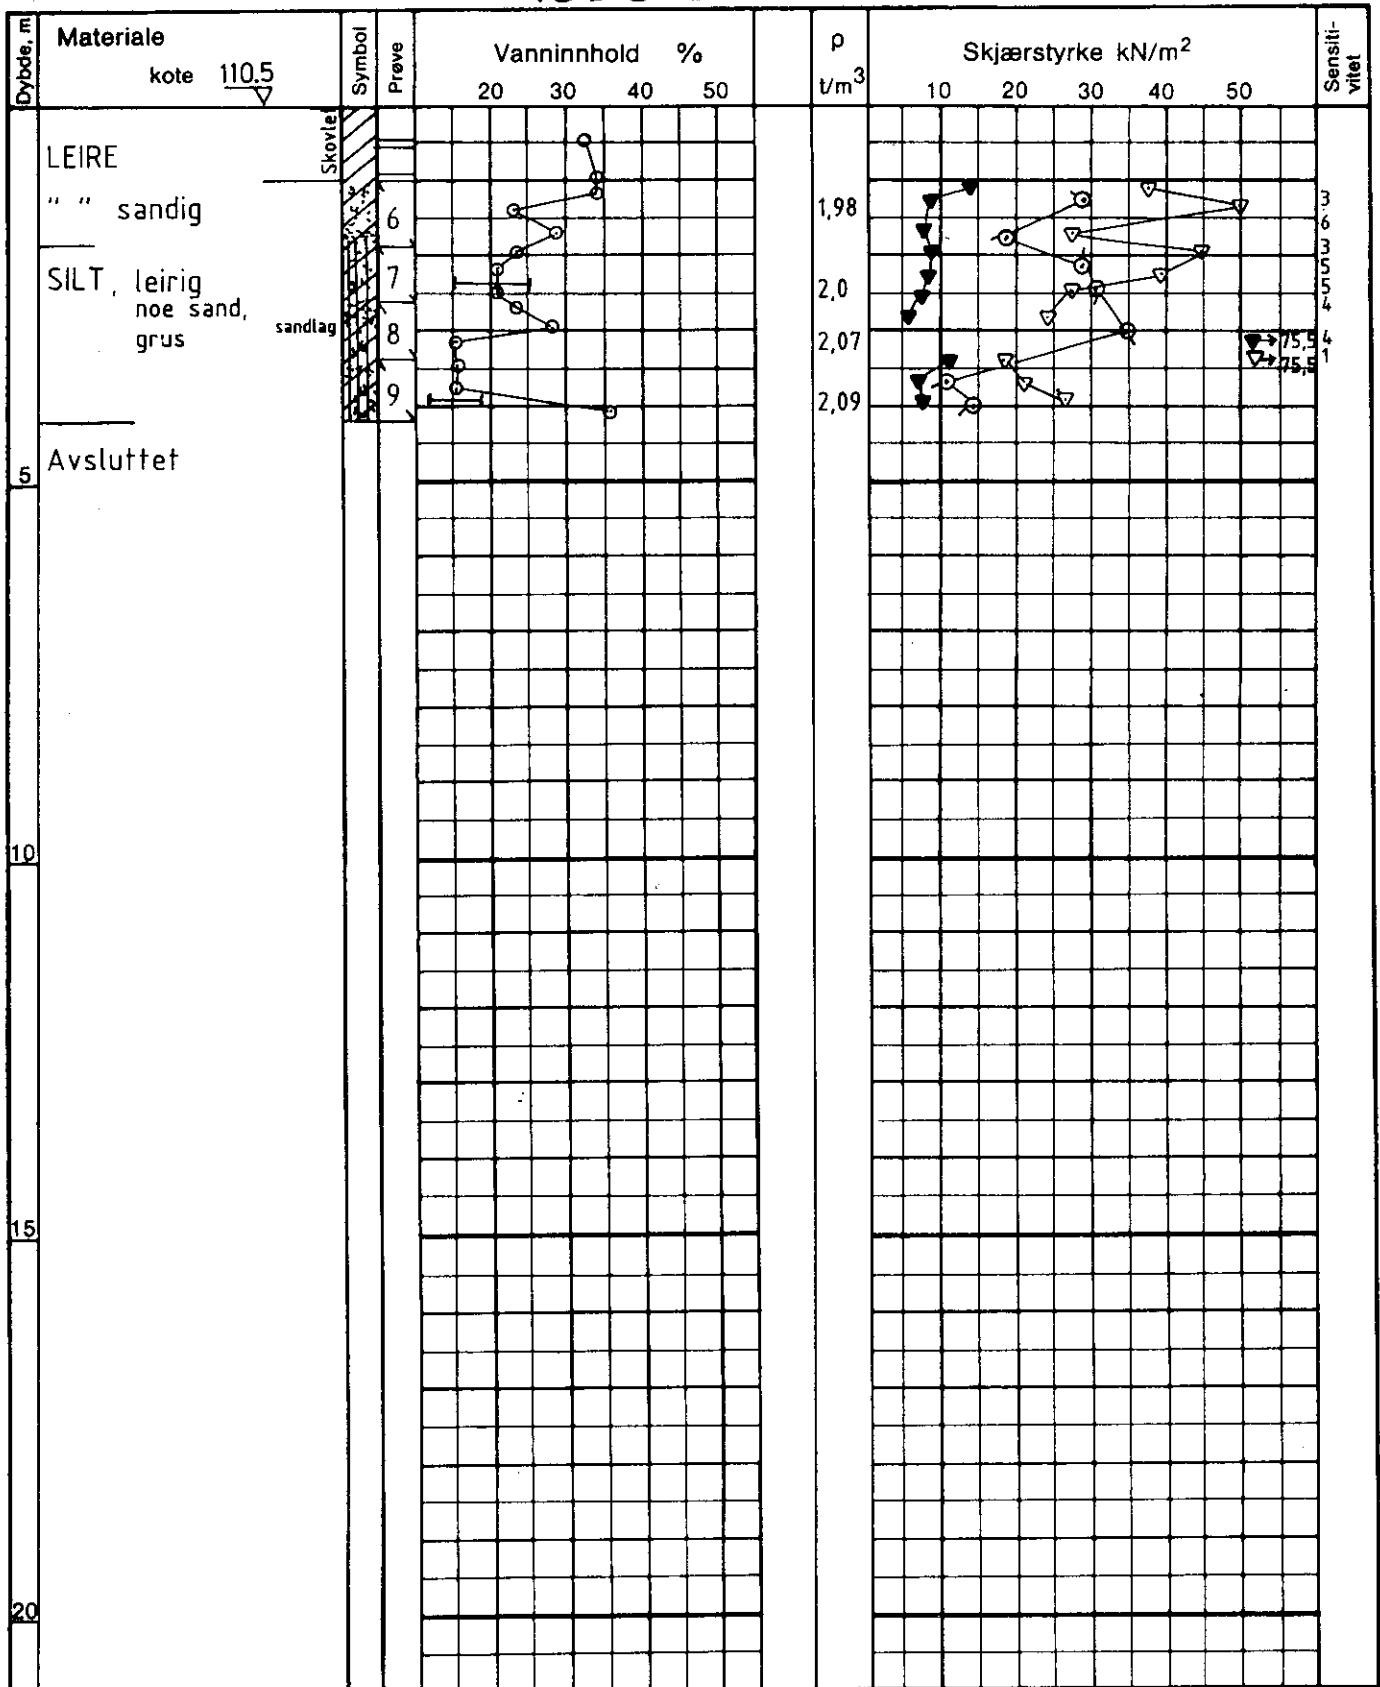 Dybde, m
Materiale
kote 110.5
Symbol
Prøve
Vanninnhold %
20 30 40 50
ρ
t/m³
Skjærstyrke kN/m²
10 20 30 40 50
Sensiti-
vitet
Skovlet
LEIRE
" " sandig
6
1,98
3
6
3
SILT, leirig
noe sand,
grus
sandlag
7
2,0
5
5
4
8
2,07
75,5
4
75,5
1
9
2,09
Avsluttet
5
10
15
20